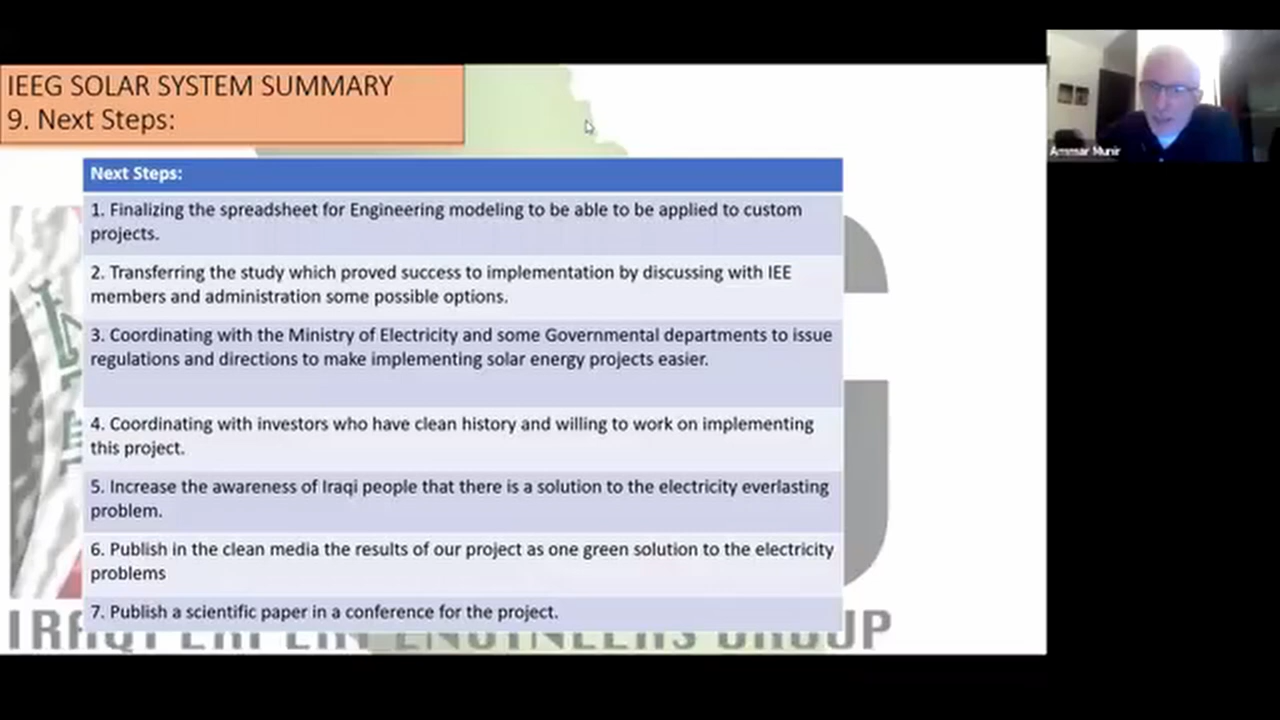 IEEG SOLAR SYSTEM SUMMARY
9. Next Steps:
Ammar Munir
Next Steps:
1. Finalizing the spreadsheet for Engineering modeling to be able to be applied to custom
projects.
2. Transferring the study which proved success to implementation by discussing with IEE
members and administration some possible options.
3. Coordinating with the Ministry of Electricity and some Governmental departments to issue
regulations and directions to make implementing solar energy projects easier.
4. Coordinating with investors who have clean history and willing to work on implementing
this project.
5. Increase the awareness of Iraqi people that there is a solution to the electricity everlasting
problem.
6. Publish in the clean media the results of our project as one green solution to the electricity
problems
7. Publish a scientific paper in a conference for the project.
IRAQI EXPERT ENGINEERS GROUP